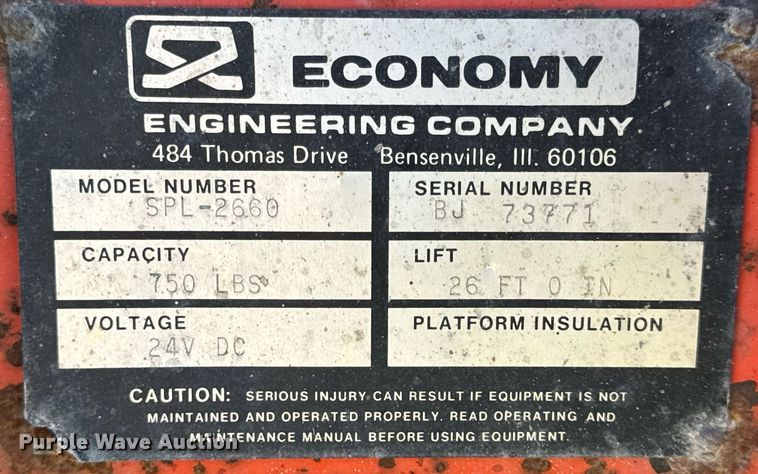 ECONOMY
ENGINEERING COMPANY
484 Thomas Drive Bensenville, Ill. 60106
MODEL NUMBER
SPL-2660
SERIAL NUMBER
BJ 73771
CAPACITY
750 LBS
LIFT
26 FT 0 IN
VOLTAGE
24V DC
PLATFORM INSULATION
CAUTION: SERIOUS INJURY CAN RESULT IF EQUIPMENT IS NOT
MAINTAINED AND OPERATED PROPERLY. READ OPERATING AND
MAINTENANCE MANUAL BEFORE USING EQUIPMENT.
Purple Wave Auction